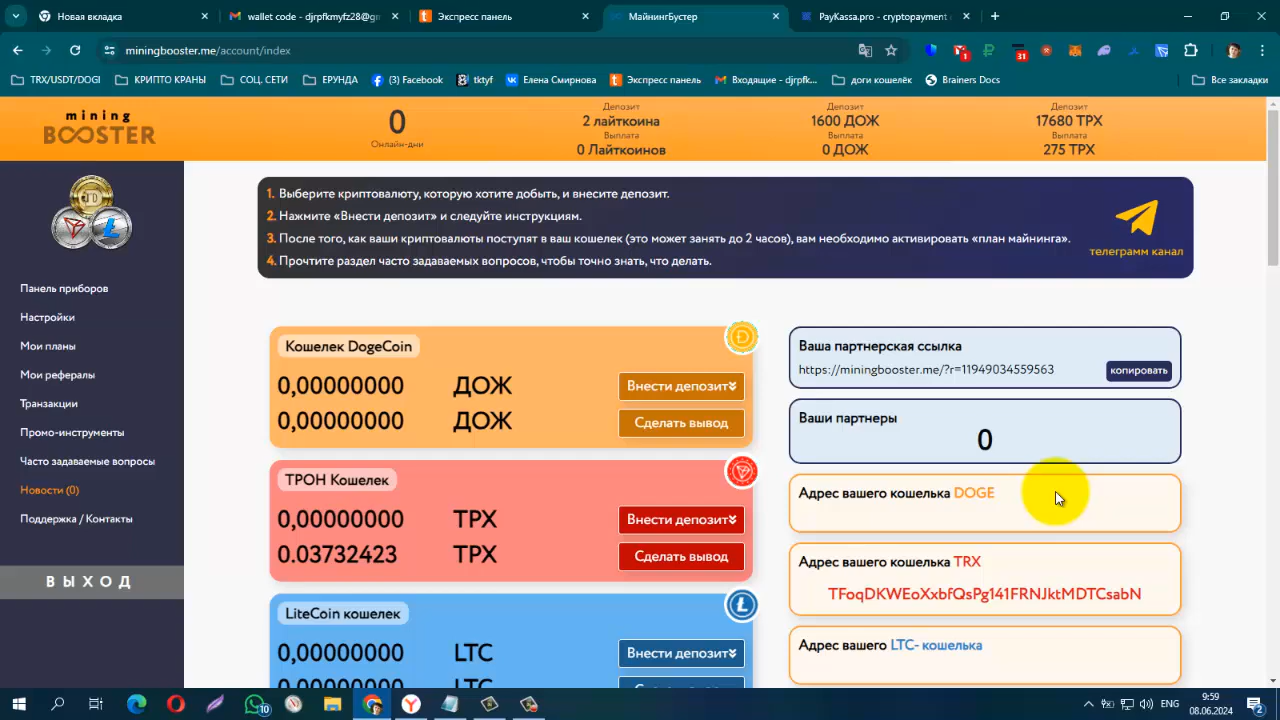 Новая вкладка
wallet code - djrpfkmyfz28@gm
Экспресс панель
МайнингБустер
PayKassa.pro - cryptopayment
miningbooster.me/account/index
TRX/USDT/DOGI
КРИПТО КРАНЫ
СОЦ. СЕТИ
ЕРУНДА
(3) Facebook
tktyf
Елена Смирнова
Экспресс панель
Входящие - djrpfk...
доги кошелёк
Brainers Docs
Все закладки
31
1
mining
BOOSTER
0
Онлайн-дни
Депозит
2 лайткоина
Выплата
0 Лайткоинов
Депозит
1600 ДОЖ
Выплата
0 ДОЖ
Депозит
17680 ТРХ
Выплата
275 ТРХ
Панель приборов
Настройки
Мои планы
Мои рефералы
Транзакции
Промо-инструменты
Часто задаваемые вопросы
Новости (0)
Поддержка / Контакты
ВЫХОД
1. Выберите криптовалюту, которую хотите добыть, и внесите депозит.
2. Нажмите «Внести депозит» и следуйте инструкциям.
3. После того, как ваши криптовалюты поступят в ваш кошелек (это может занять до 2 часов), вам необходимо активировать «план майнинга».
4. Прочтите раздел часто задаваемых вопросов, чтобы точно знать, что делать.
телеграмм канал
Кошелек DogeCoin
0,00000000 ДОЖ Внести депозит
0,00000000 ДОЖ Сделать вывод
ТРОН Кошелек
0,00000000 ТРХ Внести депозит
0.03732423 ТРХ Сделать вывод
LiteCoin кошелек
0,00000000 LTC Внести депозит
0,00000000 LTC
Ваша партнерская ссылка
https://miningbooster.me/?r=11949034559563 копировать
Ваши партнеры
0
Адрес вашего кошелька DOGE
Адрес вашего кошелька TRX
TFoqDKWEoXxbfQsPg141FRNJktMDTCsabN
Адрес вашего LTC- кошелька
10
ENG
9:59
08.06.2024
2